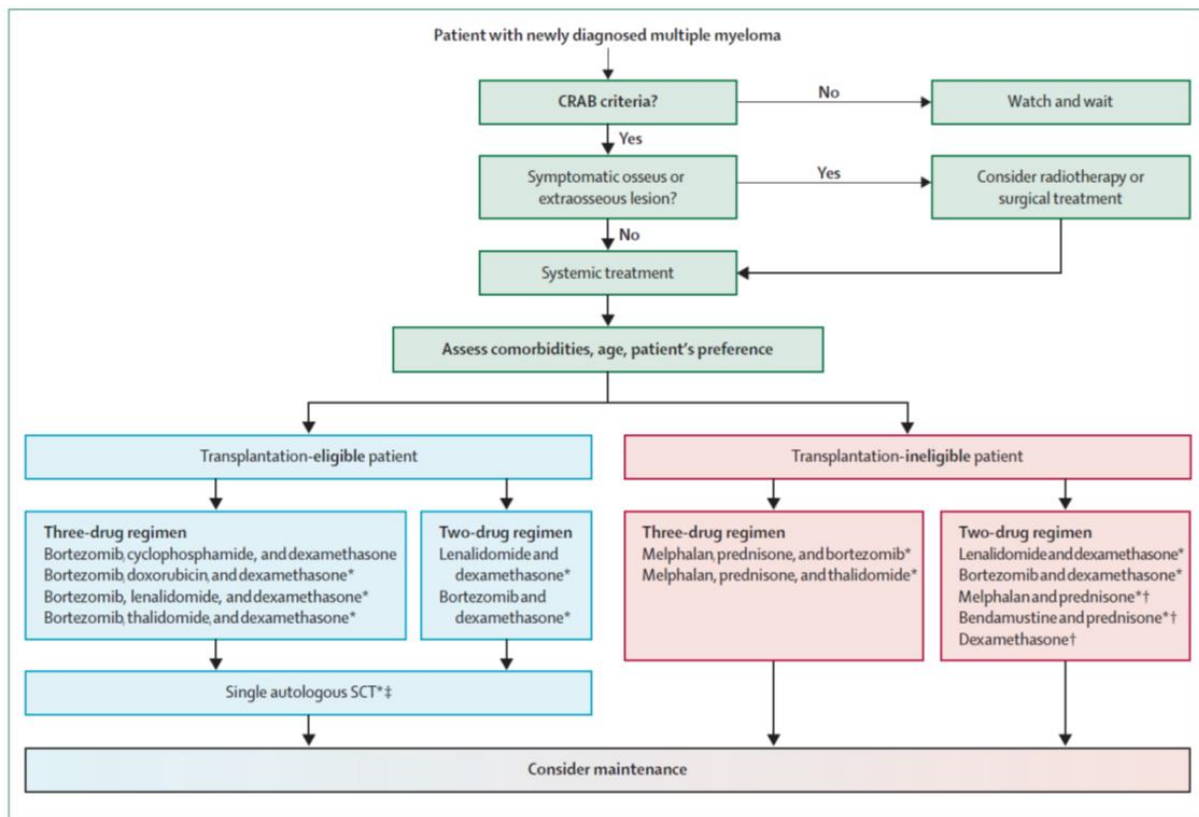 Patient with newly diagnosed multiple myeloma
CRAB criteria?
No
Watch and wait
Yes
Symptomatic osseus or
extraosseous lesion?
Yes
Consider radiotherapy or
surgical treatment
No
Systemic treatment
Assess comorbidities, age, patient's preference
Transplantation-eligible patient
Transplantation-ineligible patient
Three-drug regimen
Bortezomib, cyclophosphamide, and dexamethasone
Bortezomib, doxorubicin, and dexamethasone*
Bortezomib, lenalidomide, and dexamethasone*
Bortezomib, thalidomide, and dexamethasone*
Two-drug regimen
Lenalidomide and
dexamethasone*
Bortezomib and
dexamethasone*
Three-drug regimen
Melphalan, prednisone, and bortezomib*
Melphalan, prednisone, and thalidomide*
Two-drug regimen
Lenalidomide and dexamethasone*
Bortezomib and dexamethasone*
Melphalan and prednisone*†
Bendamustine and prednisone*†
Dexamethasone†
Single autologous SCT*‡
Consider maintenance